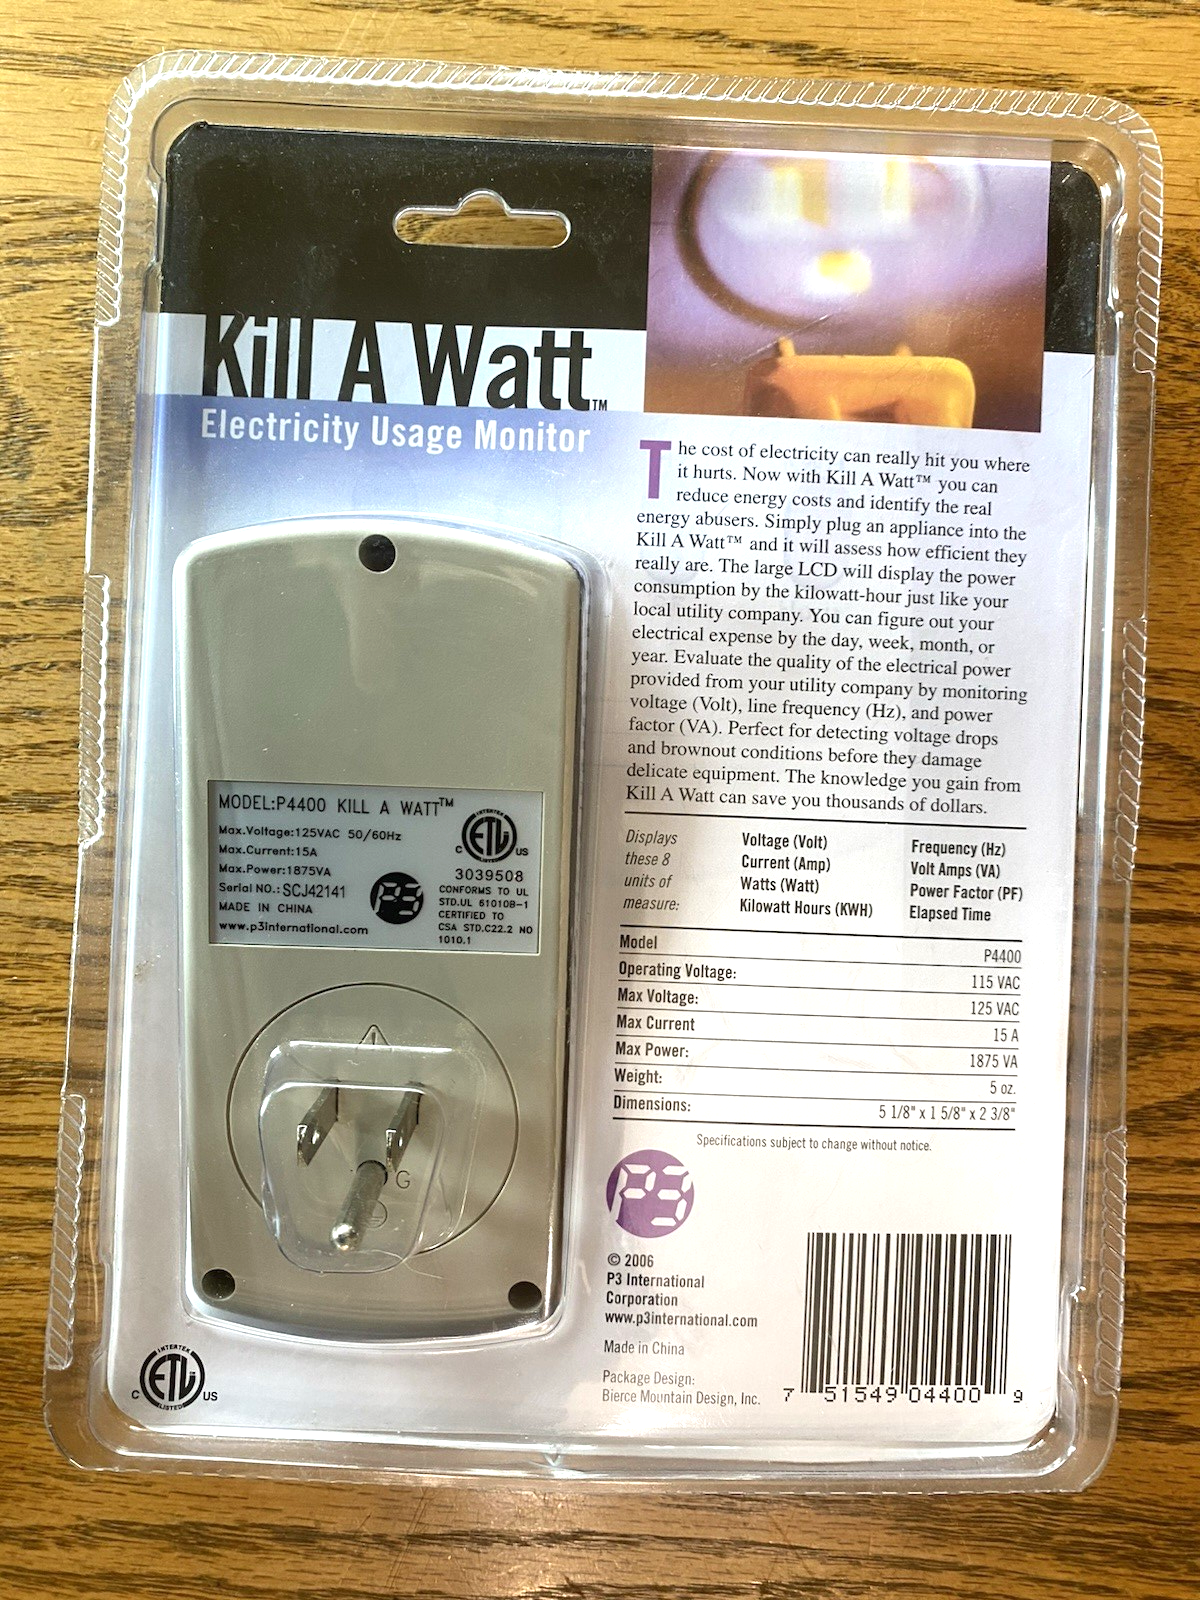 Kill A Watt™
Electricity Usage Monitor
The cost of electricity can really hit you where
it hurts. Now with Kill A Watt™ you can
reduce energy costs and identify the real
energy abusers. Simply plug an appliance into the
Kill A Watt™ and it will assess how efficient they
really are. The large LCD will display the power
consumption by the kilowatt-hour just like your
local utility company. You can figure out your
electrical expense by the day, week, month, or
year. Evaluate the quality of the electrical power
provided from your utility company by monitoring
voltage (Volt), line frequency (Hz), and power
factor (VA). Perfect for detecting voltage drops
and brownout conditions before they damage
delicate equipment. The knowledge you gain from
Kill A Watt can save you thousands of dollars.
Displays
these 8
units of
measure:
Voltage (Volt)
Current (Amp)
Watts (Watt)
Kilowatt Hours (KWH)
Frequency (Hz)
Volt Amps (VA)
Power Factor (PF)
Elapsed Time
Model P4400
Operating Voltage: 115 VAC
Max Voltage: 125 VAC
Max Current 15 A
Max Power: 1875 VA
Weight: 5 oz.
Dimensions: 5 1/8" x 1 5/8" x 2 3/8"
Specifications subject to change without notice.
P3
© 2006
P3 International
Corporation
www.p3international.com
Made in China
Package Design:
Bierce Mountain Design, Inc.
7 51549 04400 9
MODEL:P4400 KILL A WATT™
Max.Voltage:125VAC 50/60Hz
Max.Current:15A
Max.Power:1875VA
Serial NO.: SCJ42141
MADE IN CHINA
www.p3international.com
P3
INTERTEK
ETL
C US
3039508
CONFORMS TO UL
STD.UL 61010B-1
CERTIFIED TO
CSA STD.C22.2 NO
1010.1
G
INTERTEK
ETL
C US
LISTED